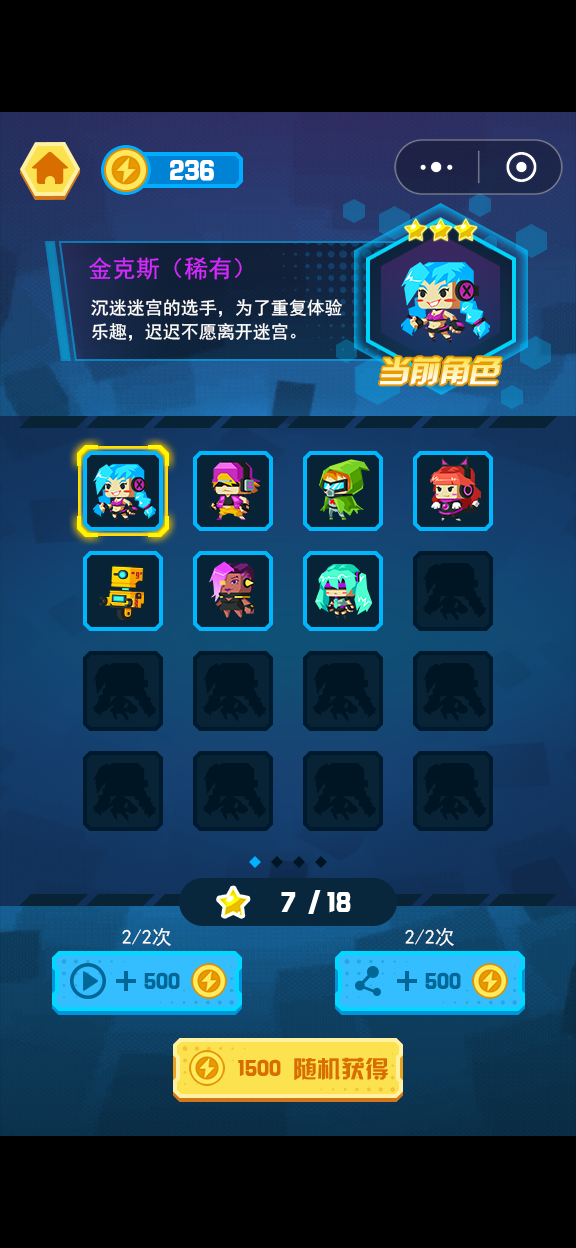 236
金克斯（稀有）
沉迷迷宫的选手，为了重复体验
乐趣，迟迟不愿离开迷宫。
当前角色
7 / 18
2/2次
2/2次
+ 500
+ 500
1500 随机获得